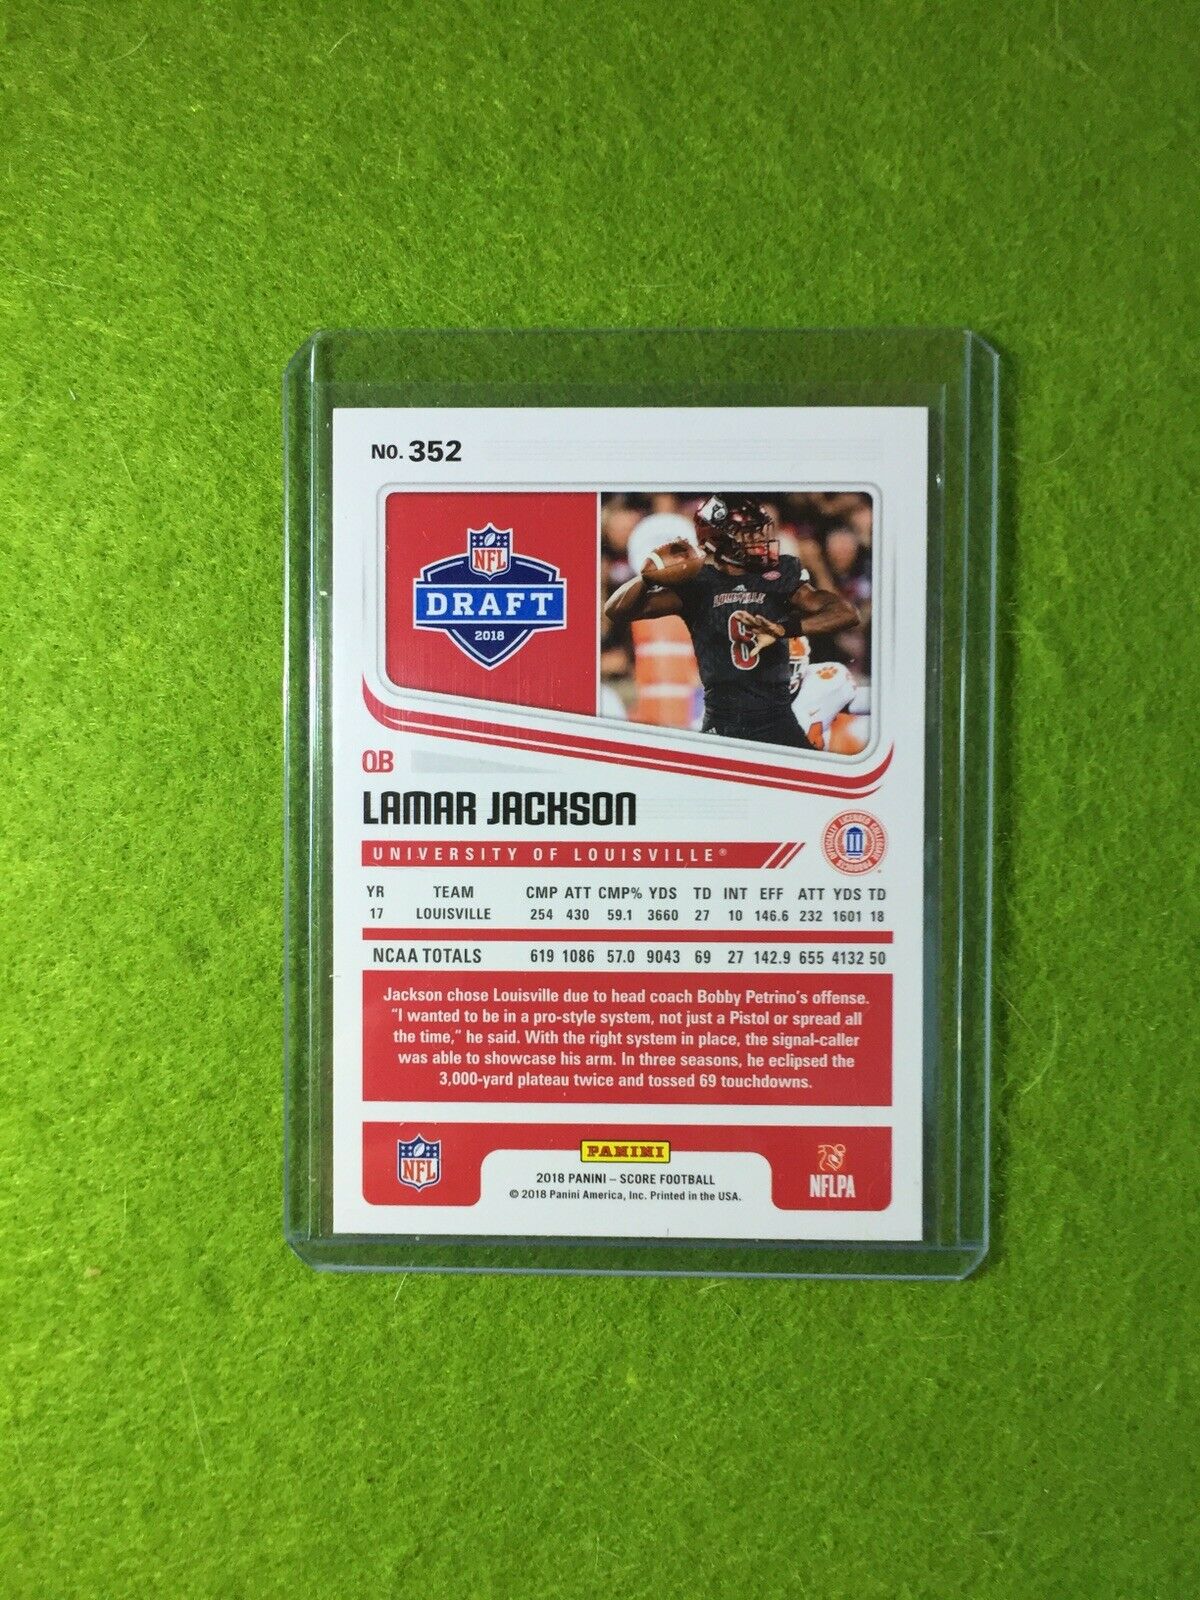 NO. 352
NFL
DRAFT
2018
LOUISVILLE
8
QB
LAMAR JACKSON
UNIVERSITY OF LOUISVILLE®
OFFICIALLY LICENSED COLLEGIATE PRODUCTS
YR TEAM CMP ATT CMP% YDS TD INT EFF ATT YDS TD
17 LOUISVILLE 254 430 59.1 3660 27 10 146.6 232 1601 18
NCAA TOTALS 619 1086 57.0 9043 69 27 142.9 655 4132 50
Jackson chose Louisville due to head coach Bobby Petrino's offense.
"I wanted to be in a pro-style system, not just a Pistol or spread all
the time," he said. With the right system in place, the signal-caller
was able to showcase his arm. In three seasons, he eclipsed the
3,000-yard plateau twice and tossed 69 touchdowns.
NFL
PANINI
2018 PANINI – SCORE FOOTBALL
© 2018 Panini America, Inc. Printed in the USA.
NFLPA